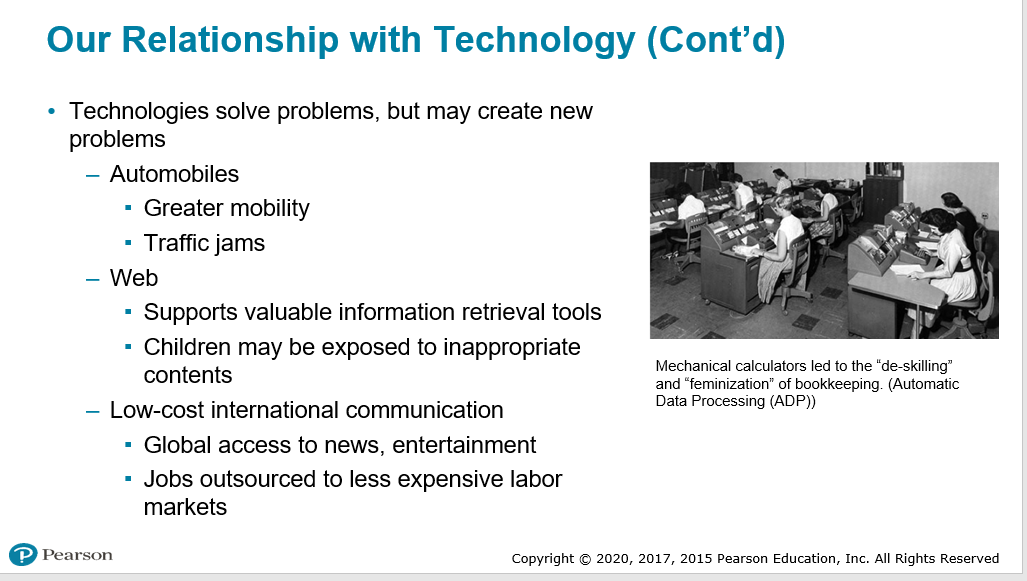 Our Relationship with Technology (Cont’d)
• Technologies solve problems, but may create new
problems
– Automobiles
▪ Greater mobility
▪ Traffic jams
– Web
▪ Supports valuable information retrieval tools
▪ Children may be exposed to inappropriate
contents
– Low-cost international communication
▪ Global access to news, entertainment
▪ Jobs outsourced to less expensive labor
markets
Mechanical calculators led to the “de-skilling”
and “feminization” of bookkeeping. (Automatic
Data Processing (ADP))
Pearson
Copyright © 2020, 2017, 2015 Pearson Education, Inc. All Rights Reserved